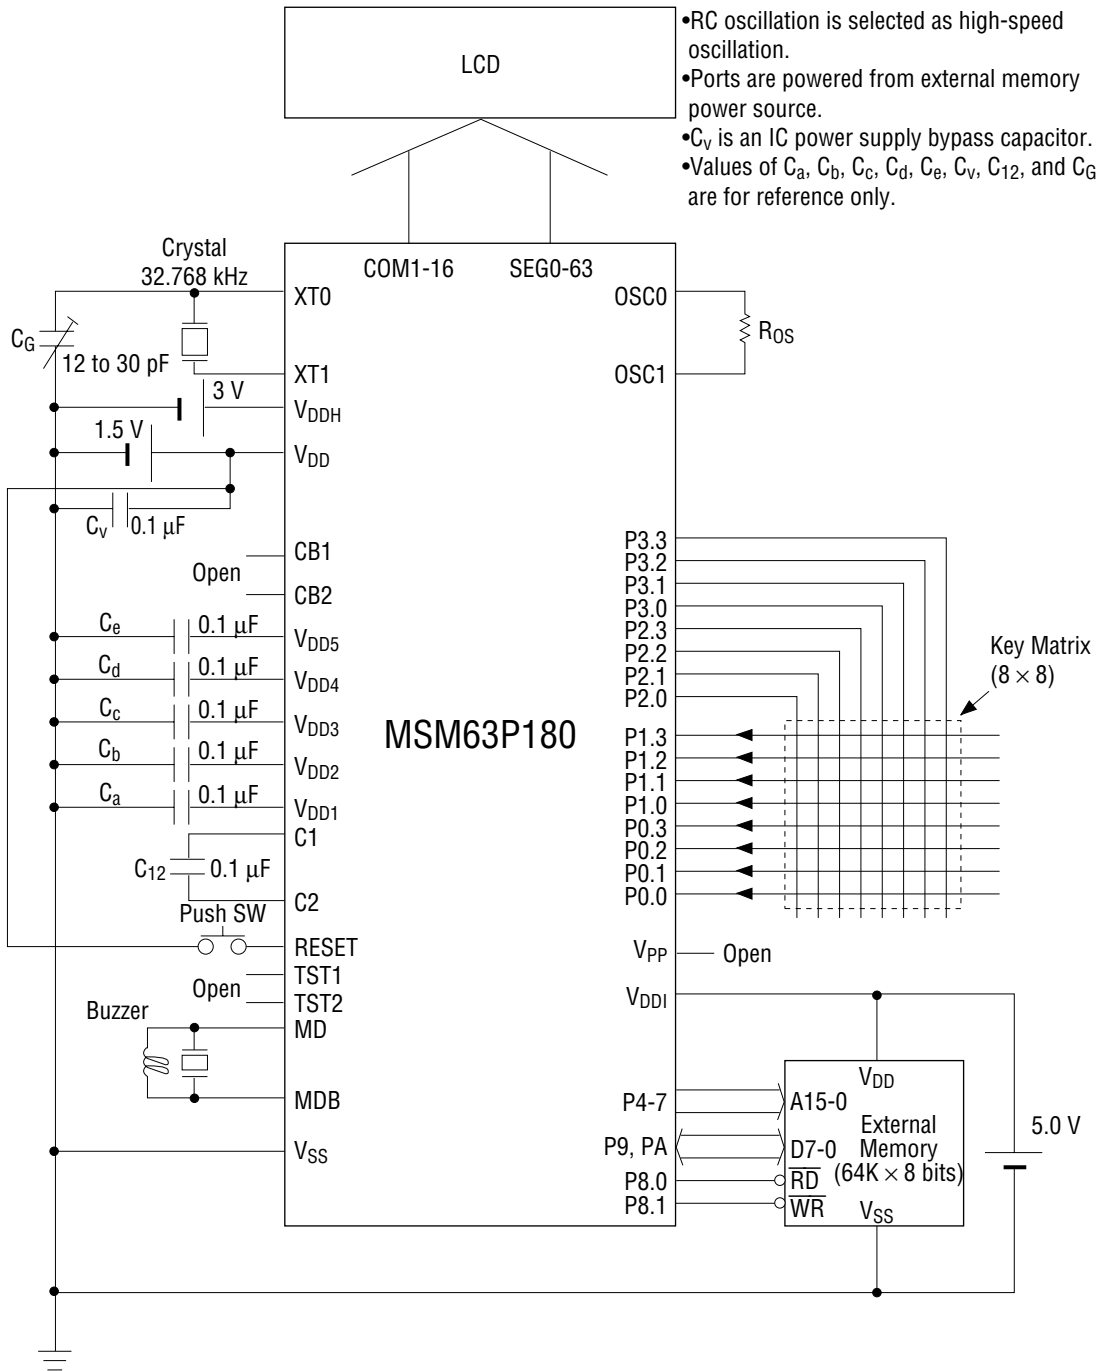 LCD
•RC oscillation is selected as high-speed
oscillation.
•Ports are powered from external memory
power source.
•Cv is an IC power supply bypass capacitor.
•Values of Ca, Cb, Cc, Cd, Ce, Cv, C12, and CG
are for reference only.
Crystal
32.768 kHz
COM1-16
SEG0-63
XT0
OSC0
CG
12 to 30 pF
ROS
XT1
OSC1
3 V
VDDH
1.5 V
VDD
Cv
0.1 μF
CB1
Open
CB2
Ce
0.1 μF
VDD5
Cd
0.1 μF
VDD4
Cc
0.1 μF
VDD3
Cb
0.1 μF
VDD2
Ca
0.1 μF
VDD1
MSM63P180
P3.3
P3.2
P3.1
P3.0
P2.3
P2.2
P2.1
P2.0
Key Matrix
(8 × 8)
P1.3
P1.2
P1.1
P1.0
P0.3
P0.2
P0.1
P0.0
C1
C12
0.1 μF
C2
Push SW
RESET
TST1
Open
TST2
Buzzer
MD
MDB
VSS
VPP
Open
VDDI
P4-7
P9, PA
P8.0
P8.1
VDD
A15-0
External
Memory
D7-0
(64K × 8 bits)
RD
WR
VSS
5.0 V